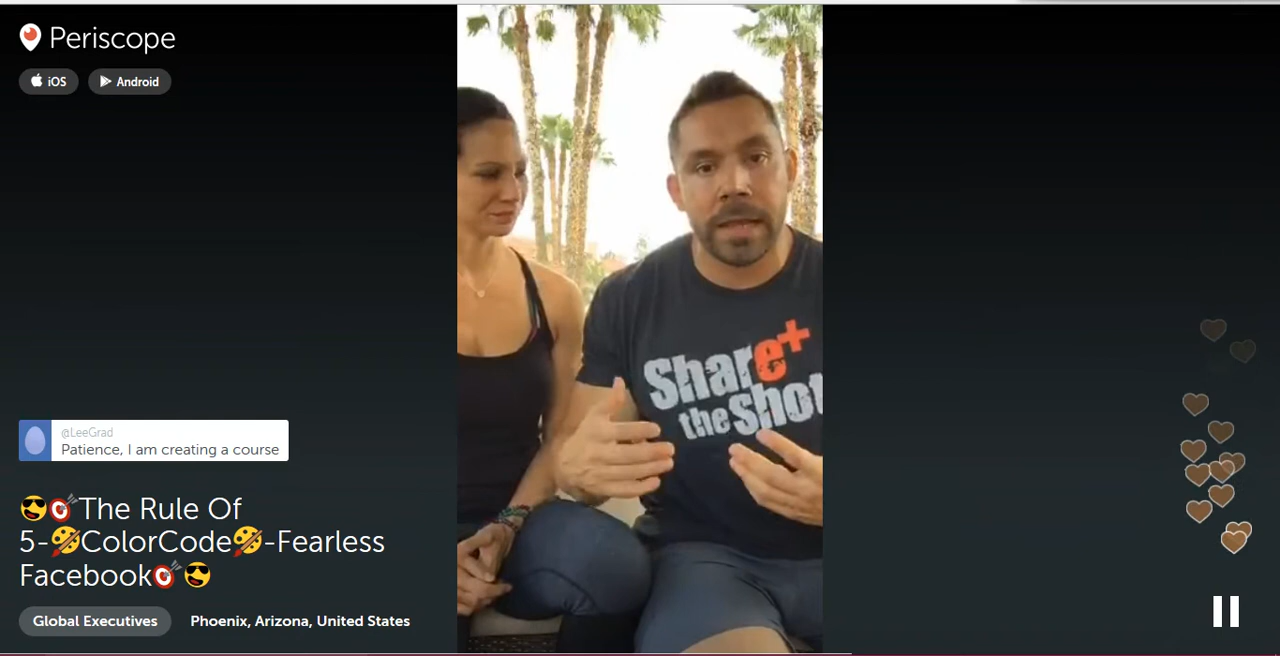 Periscope
iOS
Android
Share+
the Shot
@LeeGrad
Patience, I am creating a course
😎🎯The Rule Of
5-🎨ColorCode🎨-Fearless
Facebook🎯😎
Global Executives
Phoenix, Arizona, United States